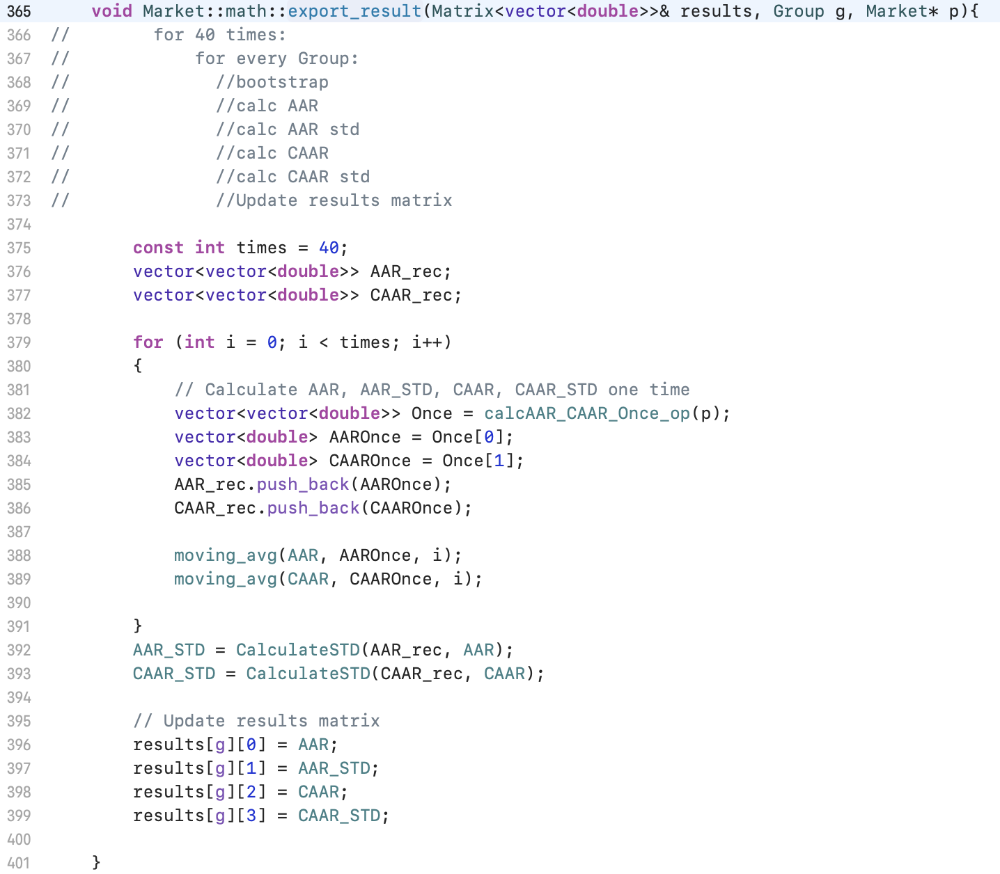 365 void Market::math::export_result(Matrix<vector<double>>& results, Group g, Market* p){
366 // for 40 times:
367 // for every Group:
368 // //bootstrap
369 // //calc AAR
370 // //calc AAR std
371 // //calc CAAR
372 // //calc CAAR std
373 // //Update results matrix
374
375 const int times = 40;
376 vector<vector<double>> AAR_rec;
377 vector<vector<double>> CAAR_rec;
378
379 for (int i = 0; i < times; i++)
380 {
381 // Calculate AAR, AAR_STD, CAAR, CAAR_STD one time
382 vector<vector<double>> Once = calcAAR_CAAR_Once_op(p);
383 vector<double> AAROnce = Once[0];
384 vector<double> CAAROnce = Once[1];
385 AAR_rec.push_back(AAROnce);
386 CAAR_rec.push_back(CAAROnce);
387
388 moving_avg(AAR, AAROnce, i);
389 moving_avg(CAAR, CAAROnce, i);
390
391 }
392 AAR_STD = CalculateSTD(AAR_rec, AAR);
393 CAAR_STD = CalculateSTD(CAAR_rec, CAAR);
394
395 // Update results matrix
396 results[g][0] = AAR;
397 results[g][1] = AAR_STD;
398 results[g][2] = CAAR;
399 results[g][3] = CAAR_STD;
400
401 }